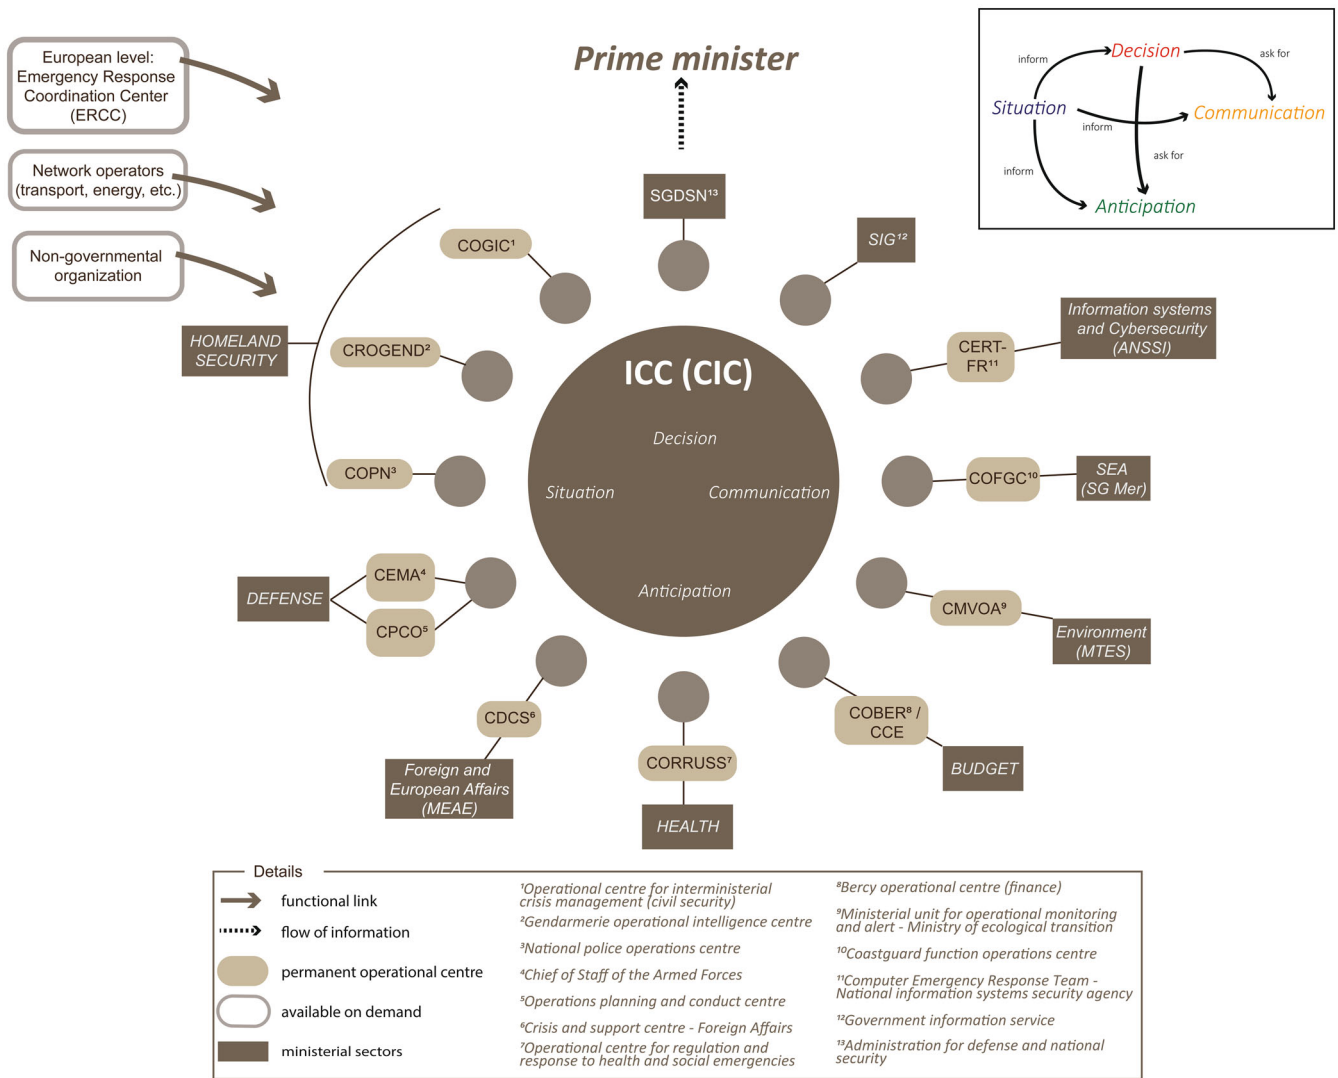 European level:
Emergency Response
Coordination Center
(ERCC)
Network operators
(transport, energy, etc.)
Non-governmental
organization
Prime minister
Decision
Situation
Communication
Anticipation
inform
inform
inform
ask for
ask for
SGDSN¹³
SIG¹²
COGIC¹
CROGEND²
COPN³
HOMELAND
SECURITY
Information systems
and Cybersecurity
(ANSSI)
CERT-
FR¹¹
COFGC¹⁰
SEA
(SG Mer)
CMVOA⁹
Environment
(MTES)
COBER⁸ /
CCE
BUDGET
CORRUSS⁷
HEALTH
CDCS⁶
Foreign and
European Affairs
(MEAE)
DEFENSE
CEMA⁴
CPCO⁵
ICC (CIC)
Decision
Situation
Communication
Anticipation
Details
functional link
flow of information
permanent operational centre
available on demand
ministerial sectors
¹Operational centre for interministerial
crisis management (civil security)
²Gendarmerie operational intelligence centre
³National police operations centre
⁴Chief of Staff of the Armed Forces
⁵Operations planning and conduct centre
⁶Crisis and support centre - Foreign Affairs
⁷Operational centre for regulation and
response to health and social emergencies
⁸Bercy operational centre (finance)
⁹Ministerial unit for operational monitoring
and alert - Ministry of ecological transition
¹⁰Coastguard function operations centre
¹¹Computer Emergency Response Team -
National information systems security agency
¹²Government information service
¹³Administration for defense and national
security